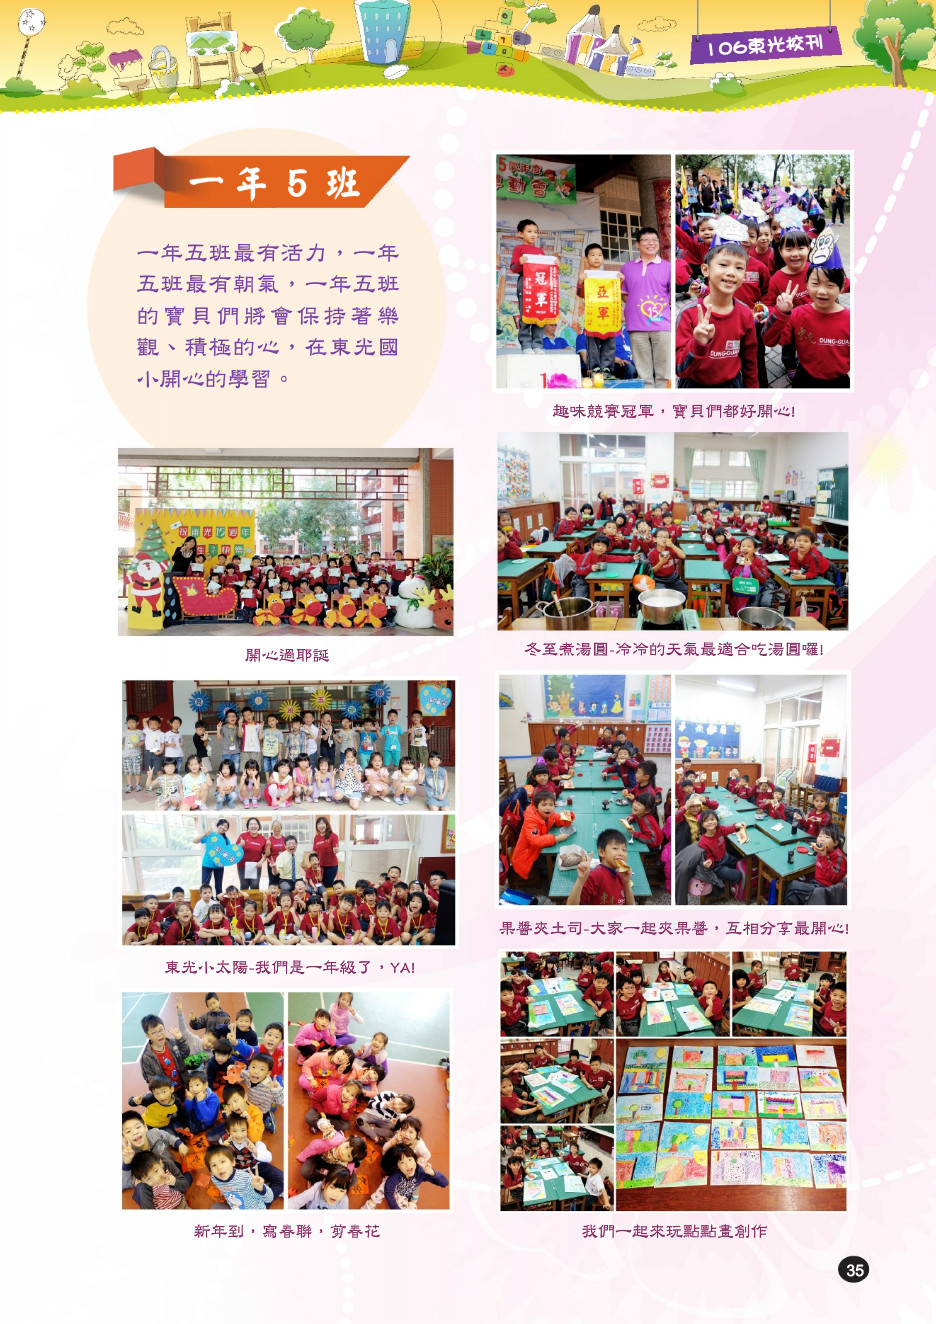 106東光校刊
一年5班
一年五班最有活力，一年
五班最有朝氣，一年五班
的寶貝們將會保持著樂
觀、積極的心，在東光國
小開心的學習。
冠軍
亞軍
15
DUNG-GUA
DUNG-GUA
趣味競賽冠軍，寶貝們都好開心!
開心過耶誕
冬至煮湯圓-冷冷的天氣最適合吃湯圓囉!
東光小太陽-我們是一年級了，YA!
果醬夾土司-大家一起夾果醬，互相分享最開心!
新年到，寫春聯，剪春花
我們一起來玩點點畫創作
35